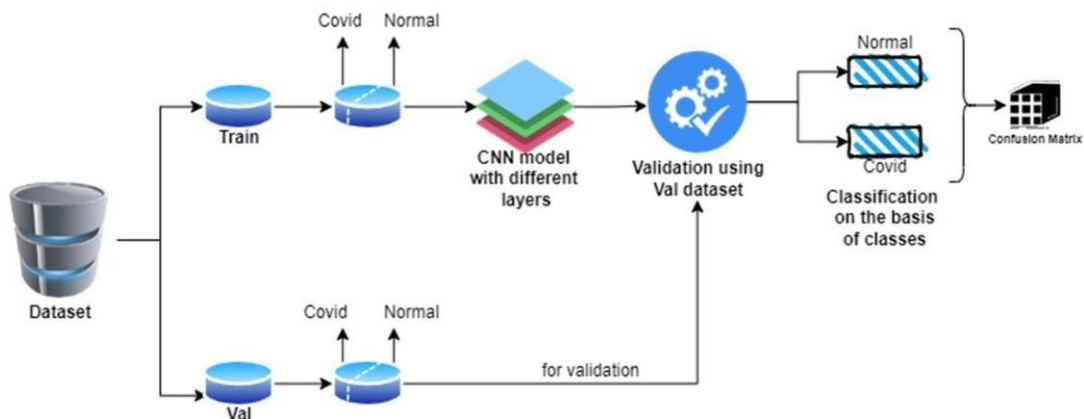 Covid
Normal
Train
CNN model
with different
layers
Validation using
Val dataset
Normal
Covid
Classification
on the basis
of classes
Confusion Matrix
Dataset
Covid
Normal
for validation
Val